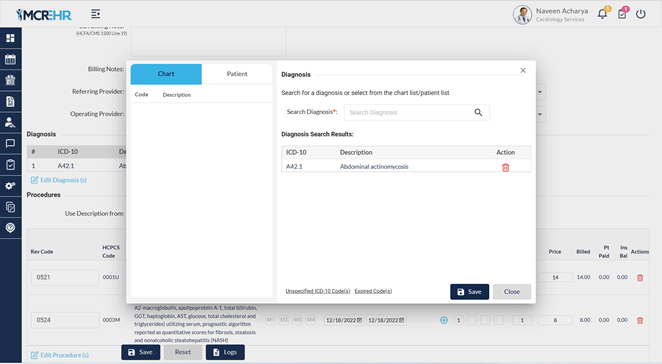 MCREHR
Naveen Acharya
Cardiology Services
(HCFA/CMS 1500 Line 19)
Billing Notes:
Referring Provider:
Operating Provider:
Diagnosis
# ICD-10
1 A42.1
Edit Diagnosis (s)
Procedures
Use Description from:
Rev Code HCPCS Code Price Billed Pt Paid Ins Bal Actions
0521 0001U 14 14.00 0.00 0.00
A2-macroglobulin, apolipoprotein A-1, total bilirubin,
GGT, haptoglobin, AST, glucose, total cholesterol and
triglycerides) utilizing serum, prognostic algorithm
reported as quantitative scores for fibrosis, steatosis
and nonalcoholic steatohepatitis (NASH)
0524 0003M M1 M2 12/18/2022 12/18/2022 1 1 8 8.00 0.00 0.00
Edit Procedure (s)
Save Reset Logs
Chart Patient
Code Description
Diagnosis
Search for a diagnosis or select from the chart list/patient list
Search Diagnosis*: Search Diagnosis
Diagnosis Search Results:
ICD-10 Description Action
A42.1 Abdominal actinomycosis
Unspecified ICD-10 Code(s) Expired Code(s)
Save Close